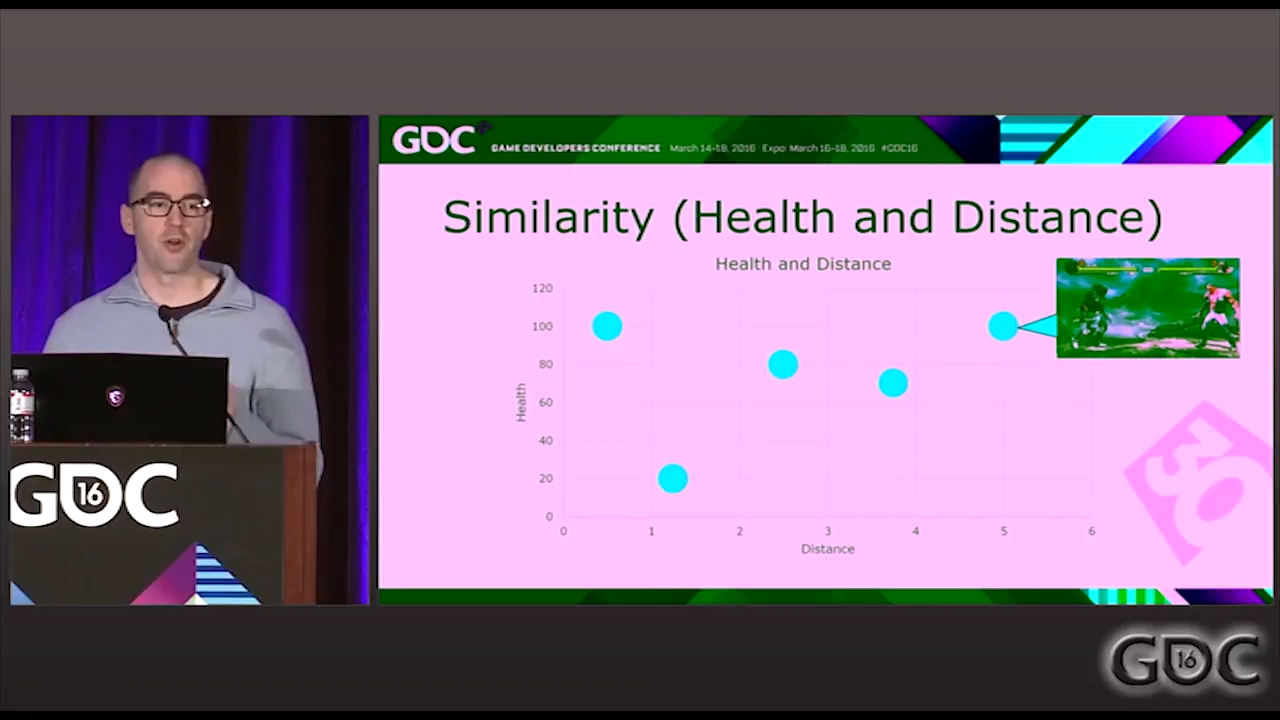 GDC
GAME DEVELOPERS CONFERENCE March 14-18, 2016 Expo: March 16-18, 2016 #GDC16
Similarity (Health and Distance)
Health and Distance
120
100
80
60
40
20
0
Health
0 1 2 3 4 5 6
Distance
30
GDC
16
GDC
16